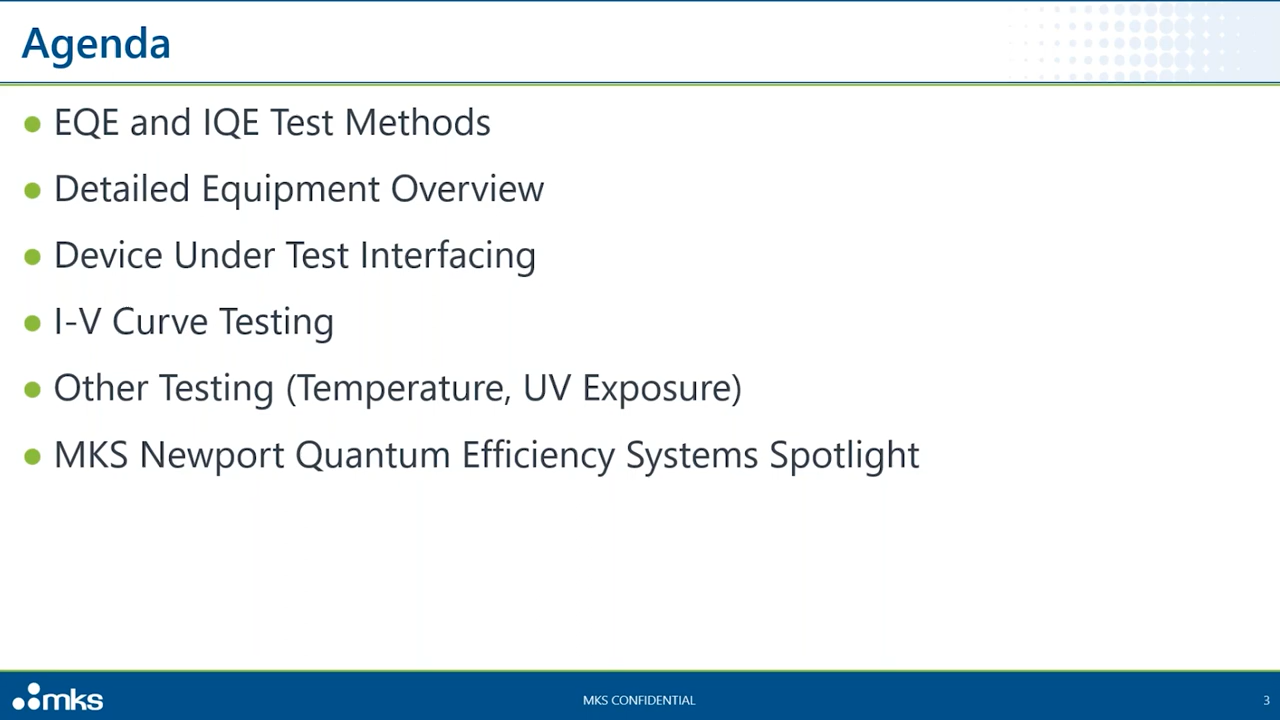 Agenda
EQE and IQE Test Methods
Detailed Equipment Overview
Device Under Test Interfacing
I-V Curve Testing
Other Testing (Temperature, UV Exposure)
MKS Newport Quantum Efficiency Systems Spotlight
mks
MKS CONFIDENTIAL
3